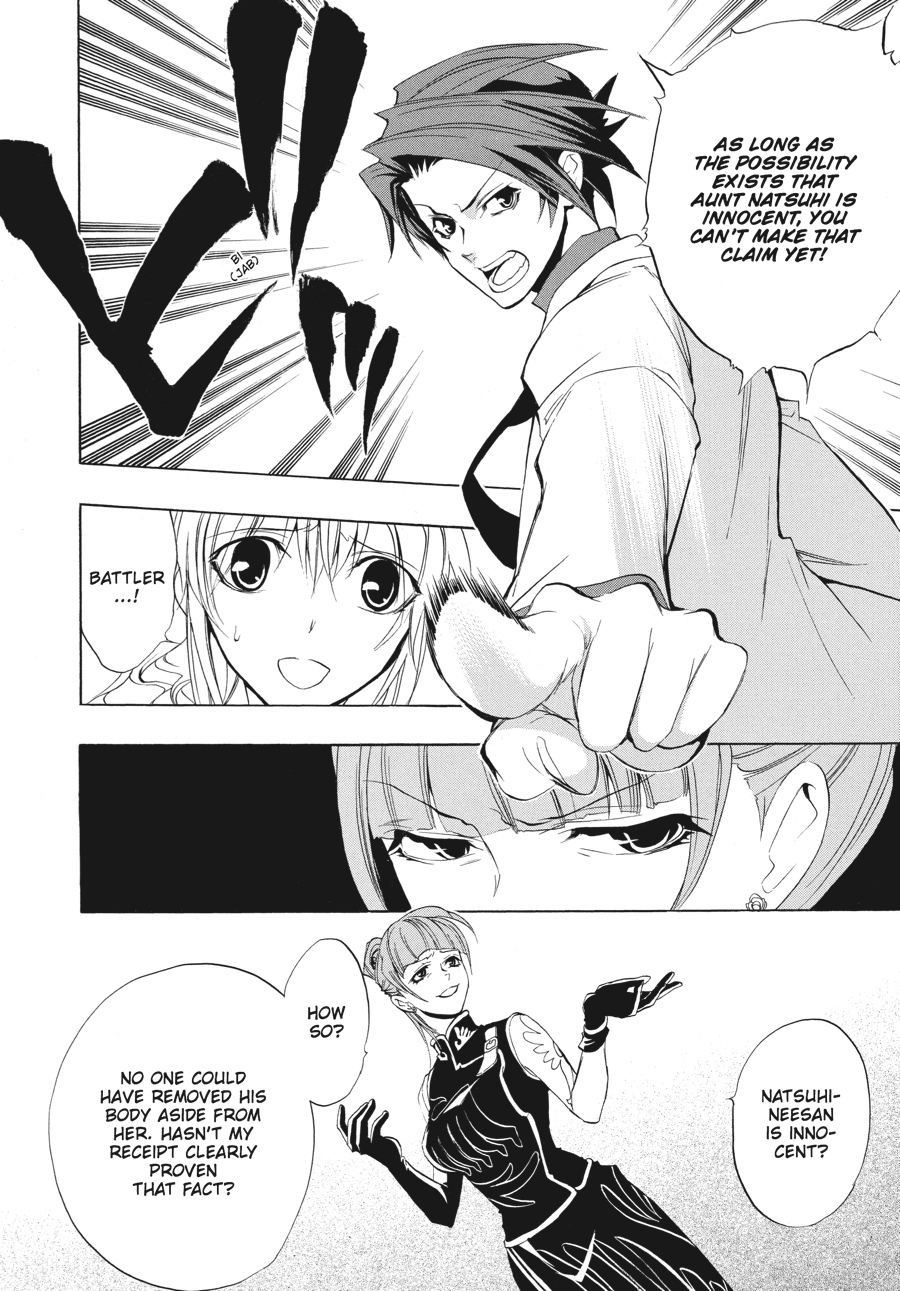 AS LONG AS
THE POSSIBILITY
EXISTS THAT
AUNT NATSUHI IS
INNOCENT, YOU
CAN'T MAKE THAT
CLAIM YET!
ビッ
BI
(JAB)
BATTLER
...!
NATSUHI-
NEESAN
IS INNO-
CENT?
HOW
SO?
NO ONE COULD
HAVE REMOVED HIS
BODY ASIDE FROM
HER. HASN'T MY
RECEIPT CLEARLY
PROVEN
THAT FACT?